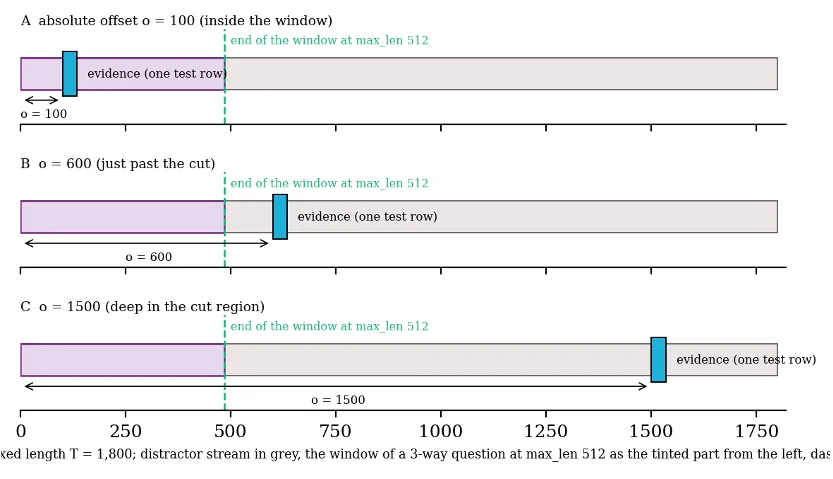 A absolute offset o = 100 (inside the window)
end of the window at max_len 512
evidence (one test row)
o = 100
B o = 600 (just past the cut)
end of the window at max_len 512
evidence (one test row)
o = 600
C o = 1500 (deep in the cut region)
end of the window at max_len 512
evidence (one test row)
o = 1500
0 250 500 750 1000 1250 1500 1750
length T = 1,800; distractor stream in grey, the window of a 3-way question at max_len 512 as the tinted part from the left,